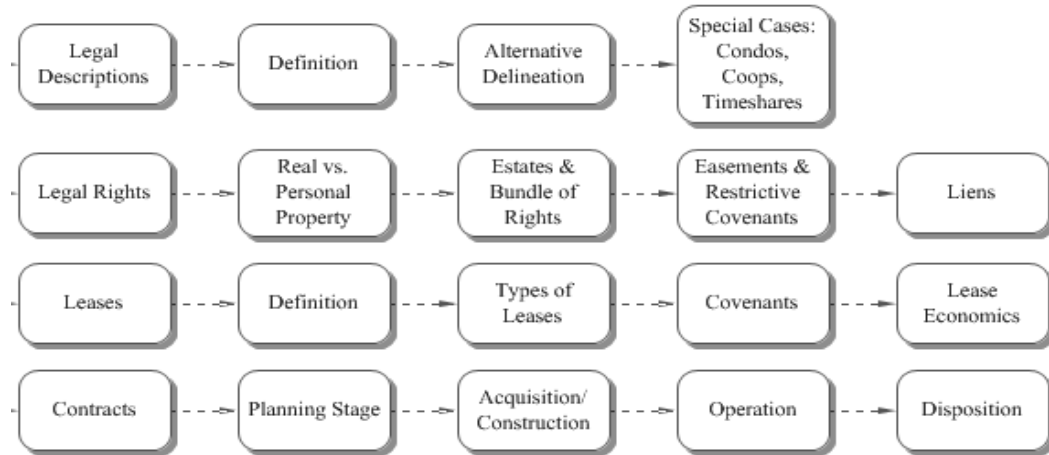 Legal
Descriptions
Definition
Alternative
Delineation
Special Cases:
Condos,
Coops,
Timeshares
Legal Rights
Real vs.
Personal
Property
Estates &
Bundle of
Rights
Easements &
Restrictive
Covenants
Liens
Leases
Definition
Types of
Leases
Covenants
Lease
Economics
Contracts
Planning Stage
Acquisition/
Construction
Operation
Disposition